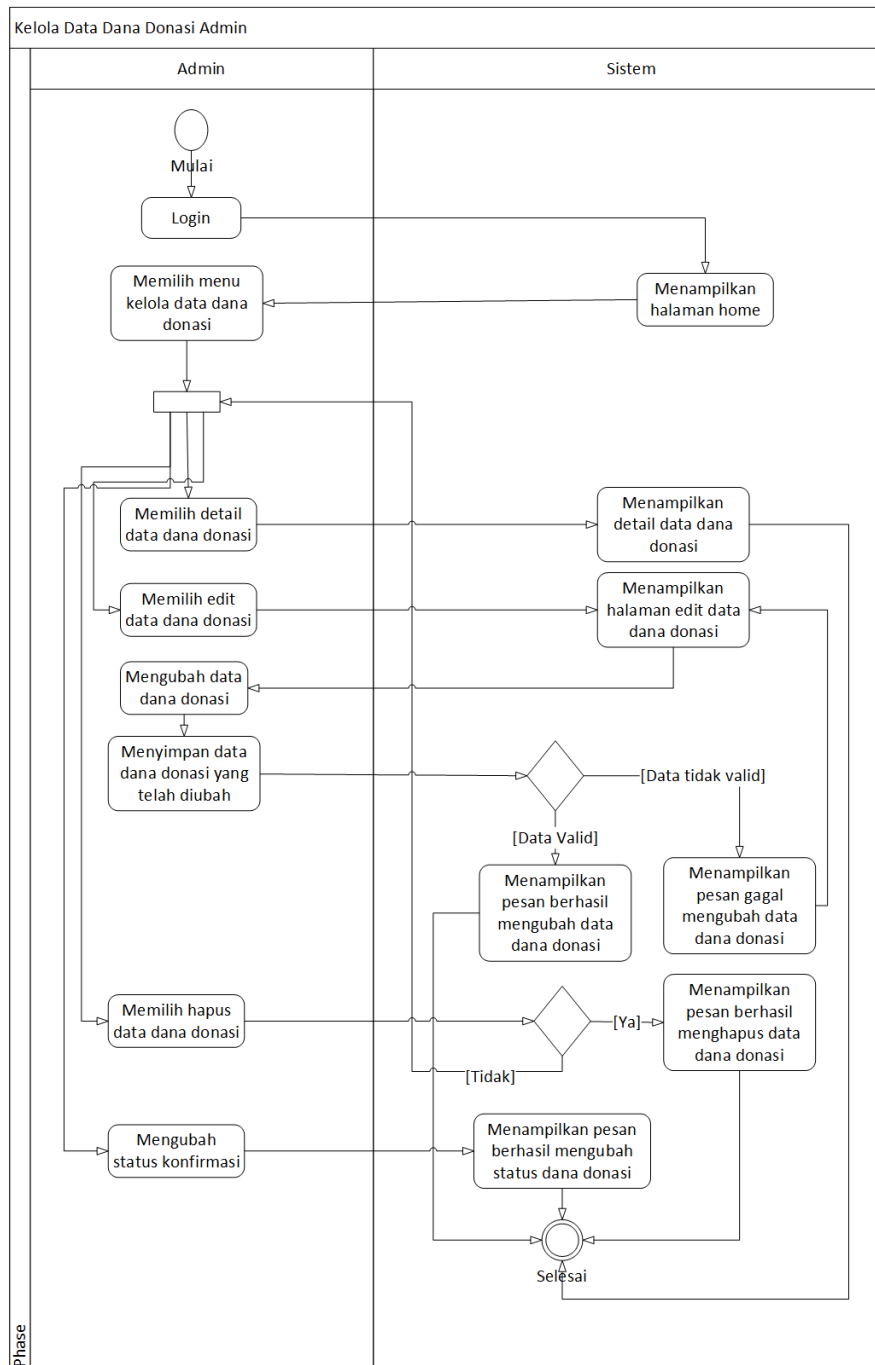 Kelola Data Dana Donasi Admin
Admin
Sistem
Mulai
Login
Memilih menu
kelola data dana
donasi
Menampilkan
halaman home
Memilih detail
data dana donasi
Menampilkan
detail data dana
donasi
Memilih edit
data dana donasi
Menampilkan
halaman edit data
dana donasi
Mengubah data
dana donasi
Menyimpan data
dana donasi yang
telah diubah
[Data tidak valid]
[Data Valid]
Menampilkan
pesan berhasil
mengubah data
dana donasi
Menampilkan
pesan gagal
mengubah data
dana donasi
Memilih hapus
data dana donasi
[Ya]
Menampilkan
pesan berhasil
menghapus data
dana donasi
[Tidak]
Mengubah
status konfirmasi
Menampilkan pesan
berhasil mengubah
status dana donasi
Selesai
Phase